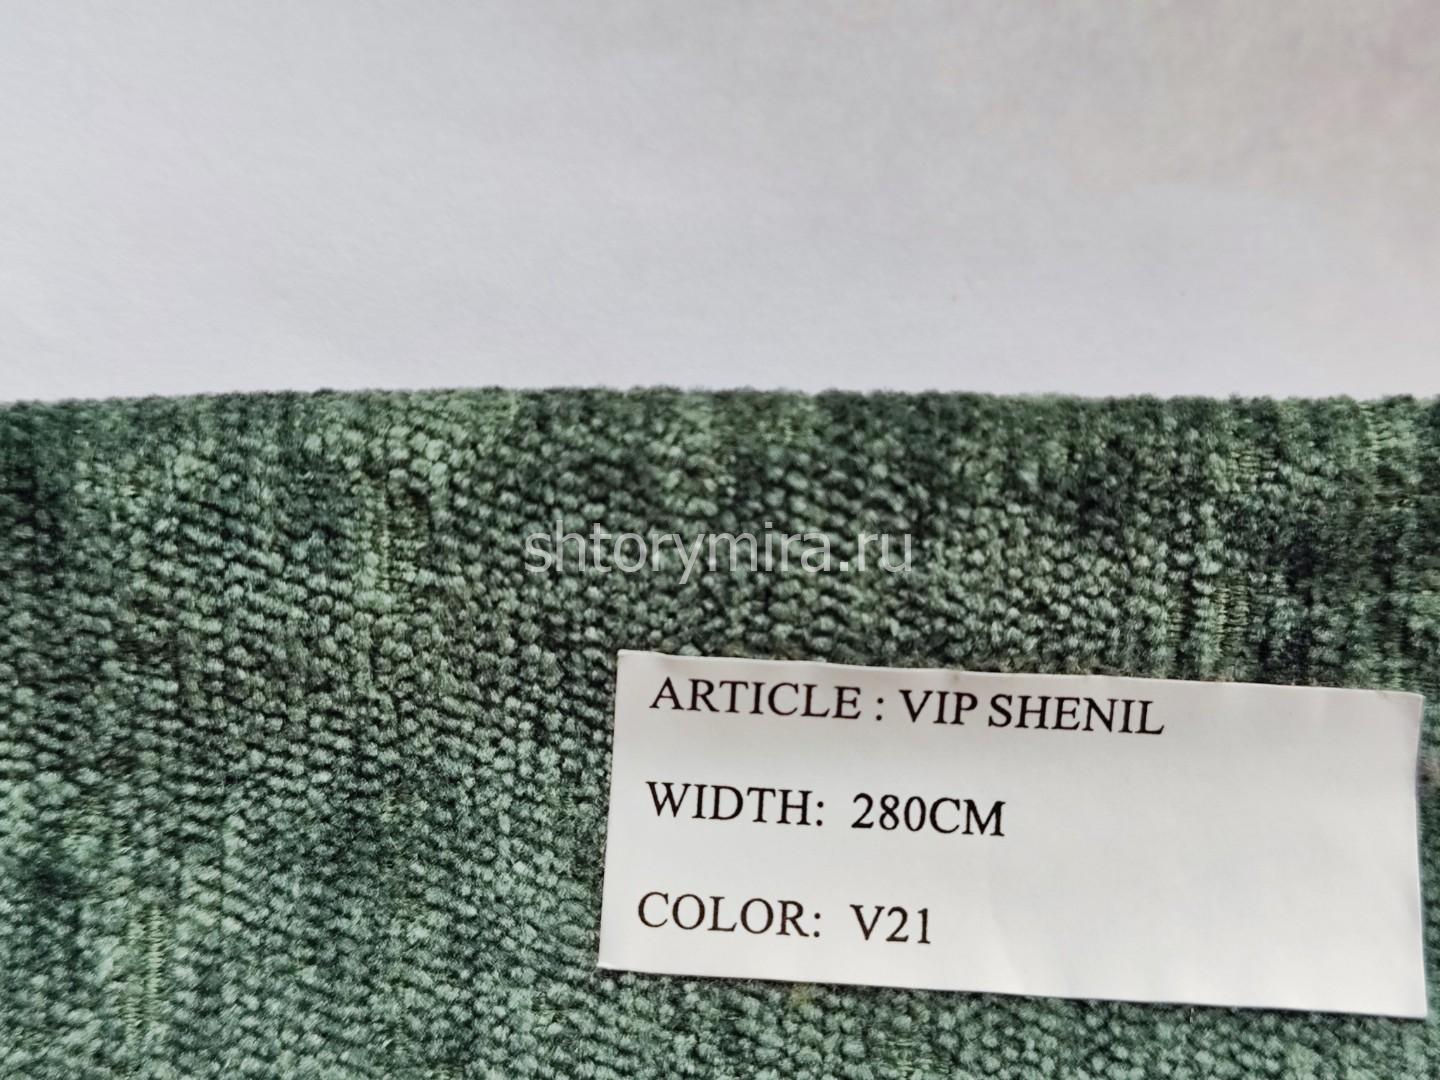 shtorymira.ru
ARTICLE : VIP SHENIL
WIDTH: 280CM
COLOR: V21